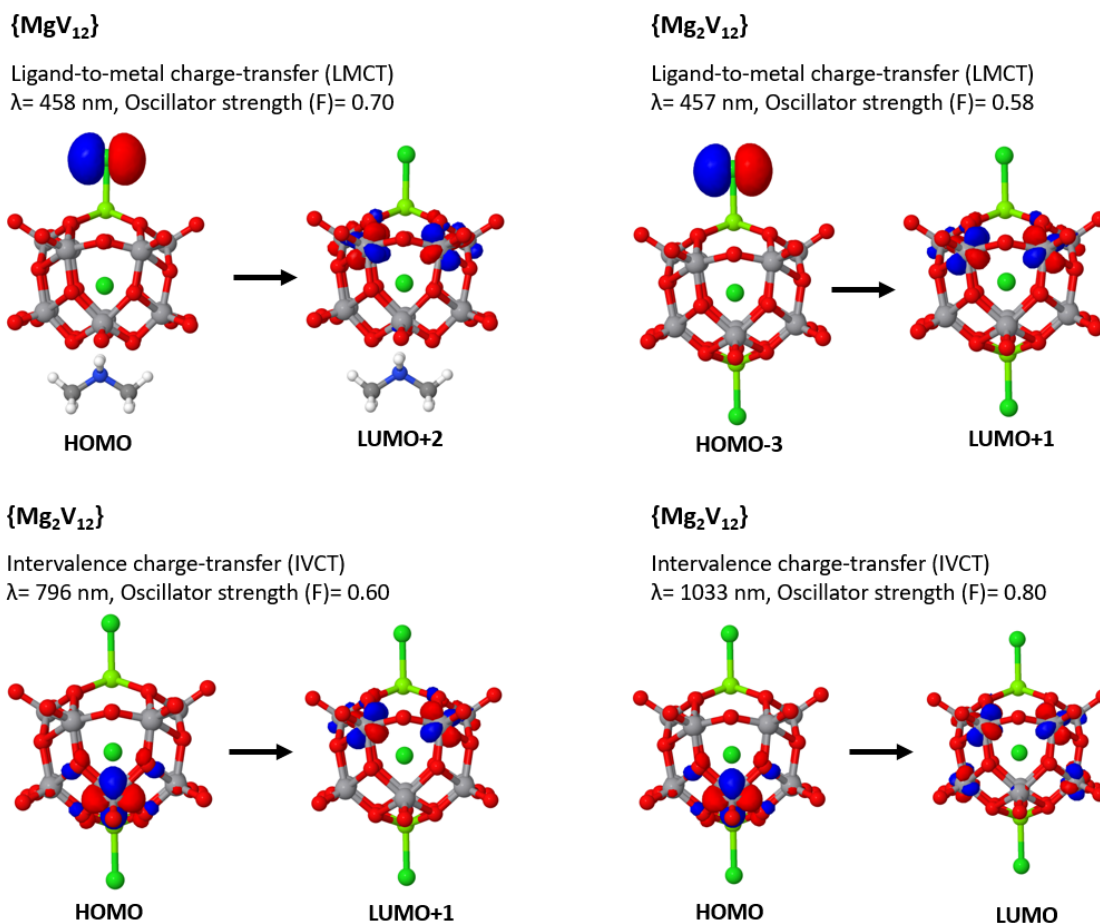 {MgV₁₂}
Ligand-to-metal charge-transfer (LMCT)
λ= 458 nm, Oscillator strength (F)= 0.70
HOMO
LUMO+2
{Mg₂V₁₂}
Ligand-to-metal charge-transfer (LMCT)
λ= 457 nm, Oscillator strength (F)= 0.58
HOMO-3
LUMO+1
{Mg₂V₁₂}
Intervalence charge-transfer (IVCT)
λ= 796 nm, Oscillator strength (F)= 0.60
HOMO
LUMO+1
{Mg₂V₁₂}
Intervalence charge-transfer (IVCT)
λ= 1033 nm, Oscillator strength (F)= 0.80
HOMO
LUMO